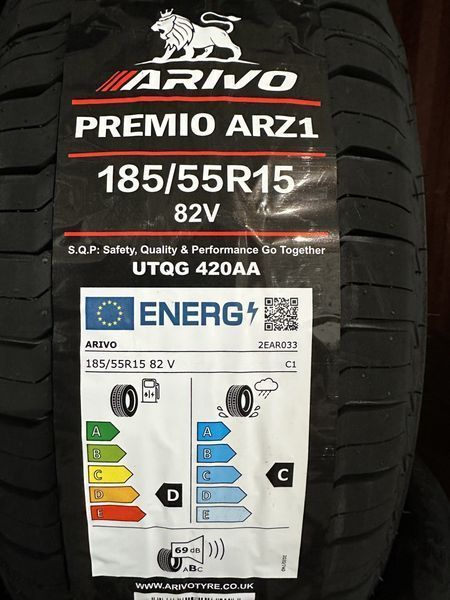 ARIVO
PREMIO ARZ1
185/55R15
82V
S.Q.P: Safety, Quality & Performance Go Together
UTQG 420AA
ENERG
ARIVO 2EAR033
185/55R15 82 V C1
A A
B B
C C C
D D D
E E
69 dB
ABC
WWW.ARIVOTYRE.CO.UK